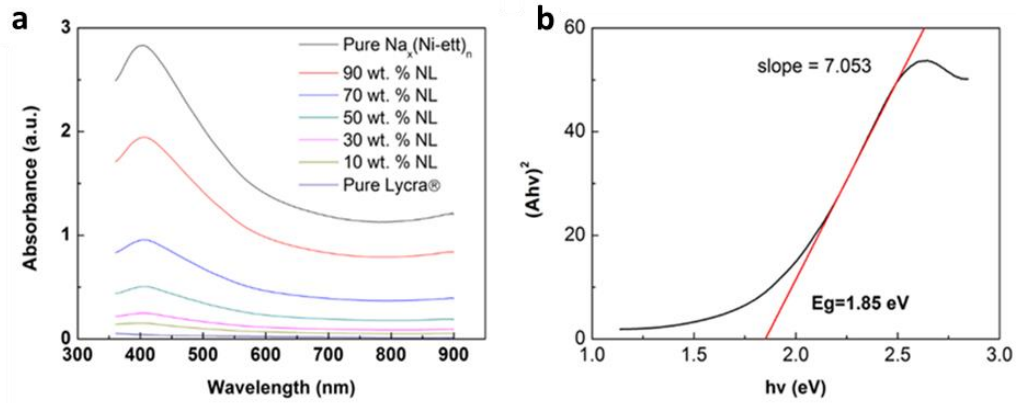 a
3
2
1
0
Absorbance (a.u.)
300 400 500 600 700 800 900
Wavelength (nm)
Pure Naₓ(Ni-ett)ₙ
90 wt. % NL
70 wt. % NL
50 wt. % NL
30 wt. % NL
10 wt. % NL
Pure Lycra®
b
60
40
20
0
(Ahν)²
slope = 7.053
Eg=1.85 eV
1.0 1.5 2.0 2.5 3.0
hν (eV)